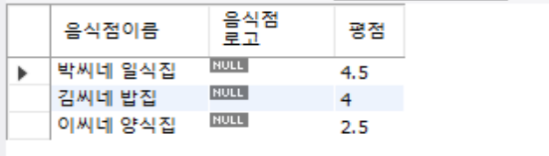 음식점이름 음식점 로고 평점
박씨네 일식집 NULL 4.5
김씨네 밥집 NULL 4
이씨네 양식집 NULL 2.5